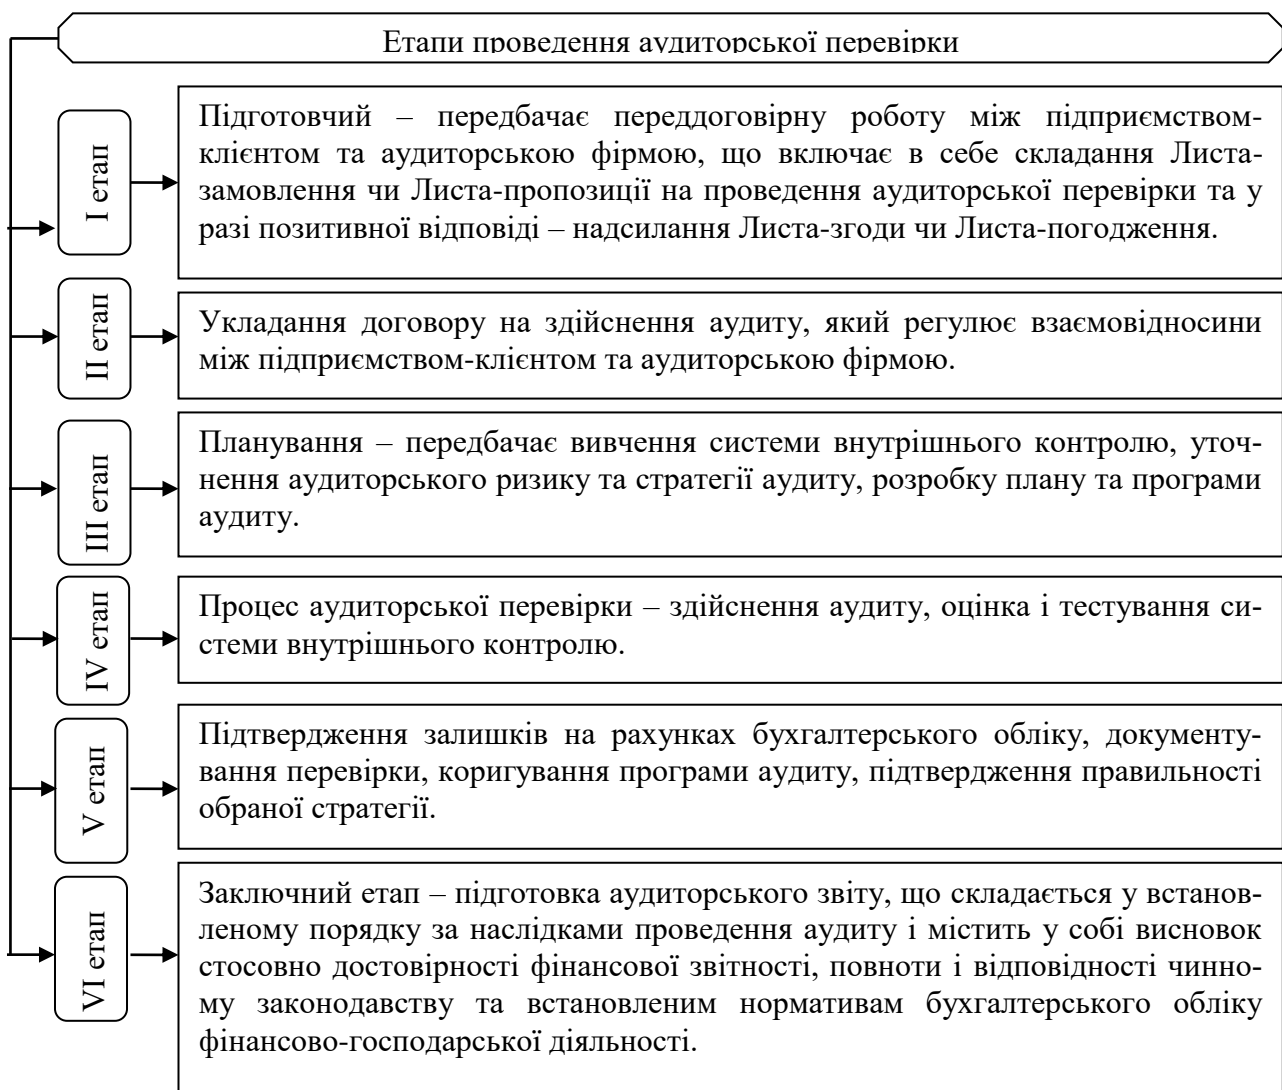 Етапи проведення аудиторської перевірки
І етап
Підготовчий – передбачає переддоговірну роботу між підприємством-
клієнтом та аудиторською фірмою, що включає в себе складання Листа-
замовлення чи Листа-пропозиції на проведення аудиторської перевірки та у
разі позитивної відповіді – надсилання Листа-згоди чи Листа-погодження.
ІІ етап
Укладання договору на здійснення аудиту, який регулює взаємовідносини
між підприємством-клієнтом та аудиторською фірмою.
ІІІ етап
Планування – передбачає вивчення системи внутрішнього контролю, уточ-
нення аудиторського ризику та стратегії аудиту, розробку плану та програми
аудиту.
IV етап
Процес аудиторської перевірки – здійснення аудиту, оцінка і тестування си-
стеми внутрішнього контролю.
V етап
Підтвердження залишків на рахунках бухгалтерського обліку, документу-
вання перевірки, коригування програми аудиту, підтвердження правильності
обраної стратегії.
VI етап
Заключний етап – підготовка аудиторського звіту, що складається у встанов-
леному порядку за наслідками проведення аудиту і містить у собі висновок
стосовно достовірності фінансової звітності, повноти і відповідності чинно-
му законодавству та встановленим нормативам бухгалтерського обліку
фінансово-господарської діяльності.